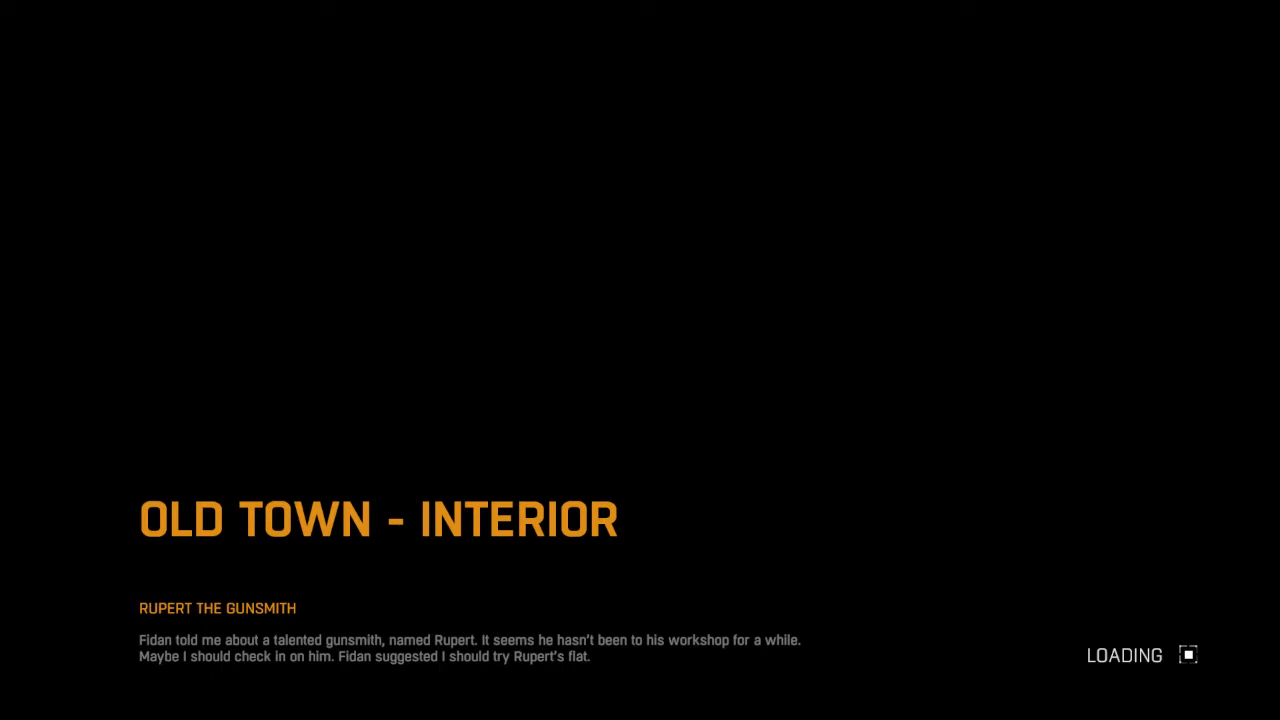 OLD TOWN - INTERIOR
RUPERT THE GUNSMITH
Fidan told me about a talented gunsmith, named Rupert. It seems he hasn't been to his workshop for a while.
Maybe I should check in on him. Fidan suggested I should try Rupert's flat.
LOADING